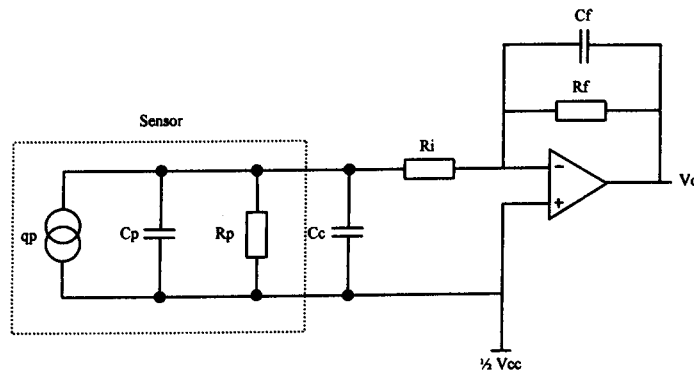 Cf
Rf
Sensor
Ri
qp
Cp
Rp
Cc
-
+
Vo
½ Vcc